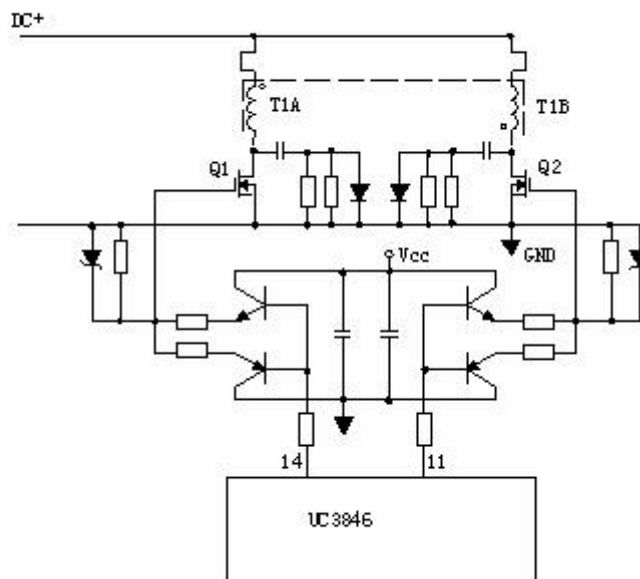 DC+
T1A
T1B
Q1
Q2
GND
Vcc
14
11
UC3846